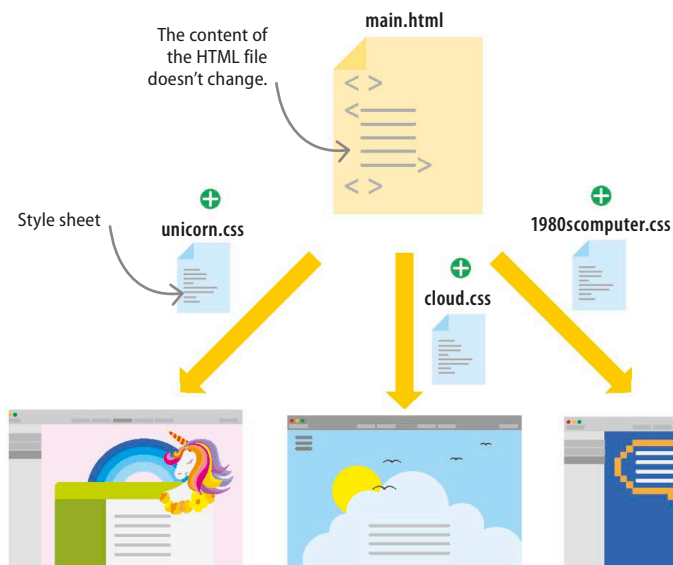 main.html
The content of
the HTML file
doesn't change.
< >
<
>
< >
Style sheet
unicorn.css
cloud.css
1980scomputer.css